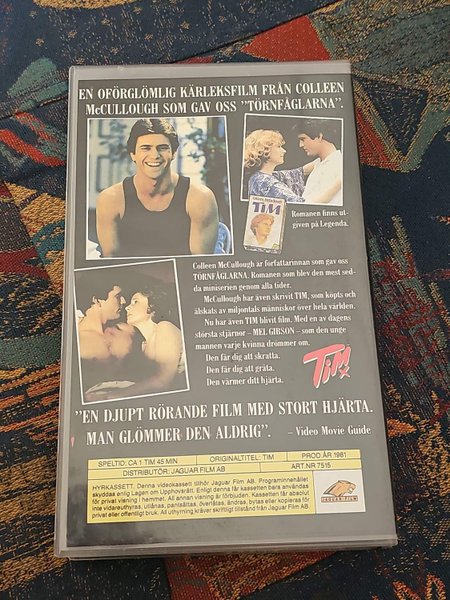 EN OFÖRGLÖMLIG KÄRLEKSFILM FRÅN COLLEEN
McCULLOUGH SOM GAV OSS "TÖRNFÅGLARNA".
TIM
Romanen finns ut-
given på Legenda.
Colleen McCullough är författarinnan som gav oss
TÖRNFÅGLARNA. Romanen som blev den mest sed-
da miniserien genom alla tider.
McCullough har även skrivit TIM, som köpts och
älskats av miljontals människor över hela världen.
Nu har även TIM blivit film. Med en av dagens
största stjärnor – MEL GIBSON – som den unge
mannen varje kvinna drömmer om.
Den får dig att skratta.
Den får dig att gråta.
Den värmer ditt hjärta.
TIM
"EN DJUPT RÖRANDE FILM MED STORT HJÄRTA.
MAN GLÖMMER DEN ALDRIG". – Video Movie Guide
SPELTID: CA 1 TIM 45 MIN ORIGINALTITEL: TIM PROD ÅR 1981
DISTRIBUTÖR: JAGUAR FILM AB ART.NR 7515
HYRKASSETT. Denna videokassett tillhör Jaguar Film AB. Programinnehållet
skyddas enlig Lagen om Upphovsrätt. Enligt denna får kassetten bara användas
för privat visning i hemmet. All annan visning är förbjuden. Kassetten får absolut
inte vidareuthyras, utlånas, pantsättas, överlåtas, ändras, bytas eller kopieras för
privat eller offentligt bruk. All uthyrning kräver skriftligt tillstånd från Jaguar Film AB.
JAGUAR FILM